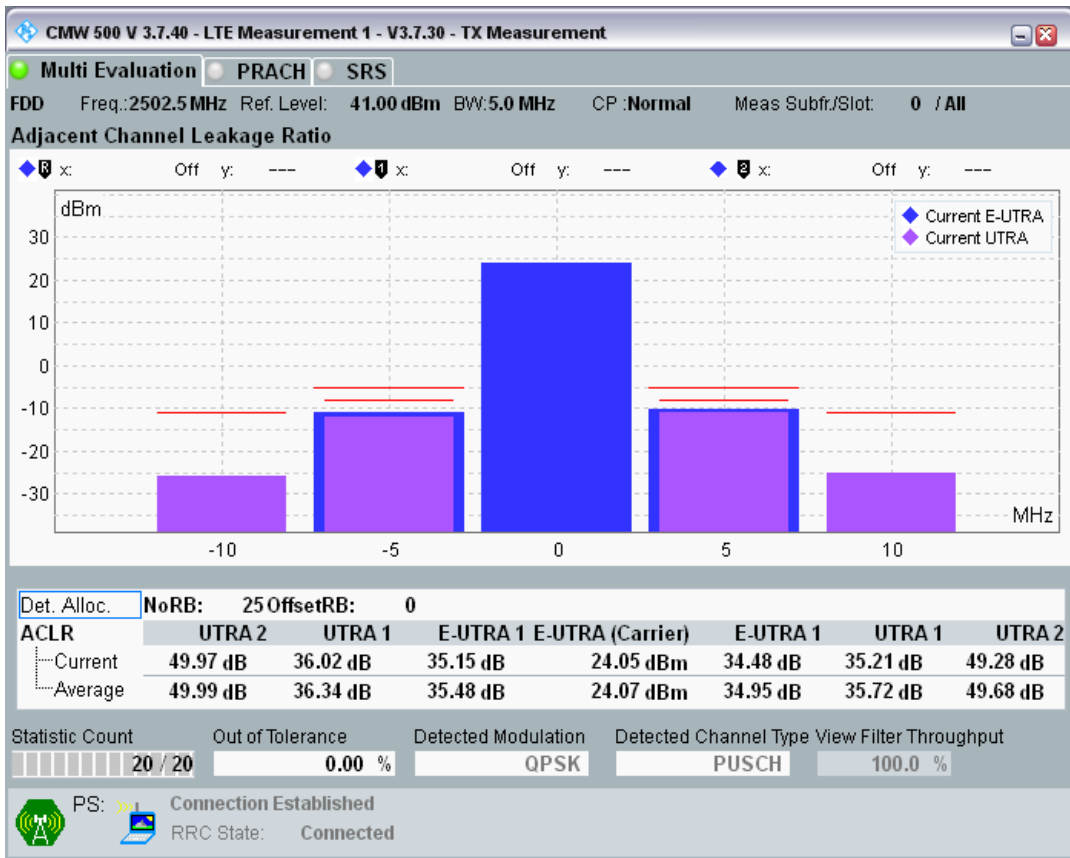 CMW 500 V 3.7.40 - LTE Measurement 1 - V3.7.30 - TX Measurement
Multi Evaluation PRACH SRS
FDD Freq.:2502.5 MHz Ref. Level: 41.00 dBm BW:5.0 MHz CP :Normal Meas Subfr./Slot: 0 / All
Adjacent Channel Leakage Ratio
R x: Off y: --- 1 x: Off y: --- 2 x: Off y: ---
dBm
Current E-UTRA
Current UTRA
30
20
10
0
-10
-20
-30
MHz
-10 -5 0 5 10
Det. Alloc. NoRB: 25 OffsetRB: 0
ACLR UTRA 2 UTRA 1 E-UTRA 1 E-UTRA (Carrier) E-UTRA 1 UTRA 1 UTRA 2
Current 49.97 dB 36.02 dB 35.15 dB 24.05 dBm 34.48 dB 35.21 dB 49.28 dB
Average 49.99 dB 36.34 dB 35.48 dB 24.07 dBm 34.95 dB 35.72 dB 49.68 dB
Statistic Count Out of Tolerance Detected Modulation Detected Channel Type View Filter Throughput
20 / 20 0.00 % QPSK PUSCH 100.0 %
PS: Connection Established
RRC State: Connected